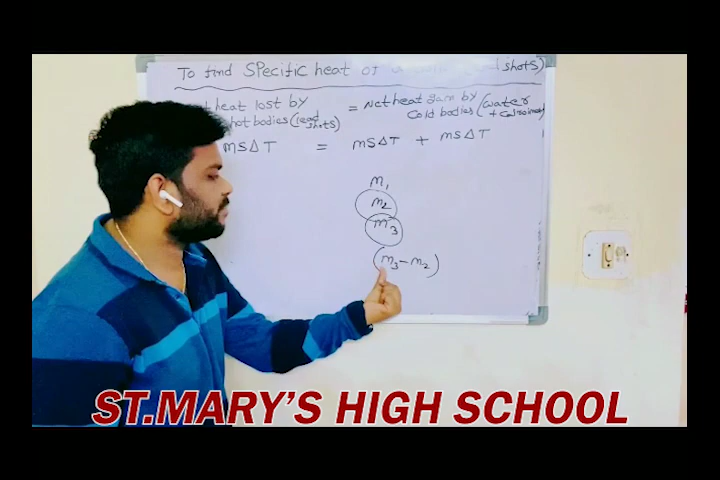 To find Specific heat of shots)
heat lost by = Net heat gain by (water
hot bodies (lead shots) cold bodies + Calorimeter
msΔT = msΔT + msΔT
m₁
m₂
m₃
(m₃ - m₂)
ST.MARY'S HIGH SCHOOL